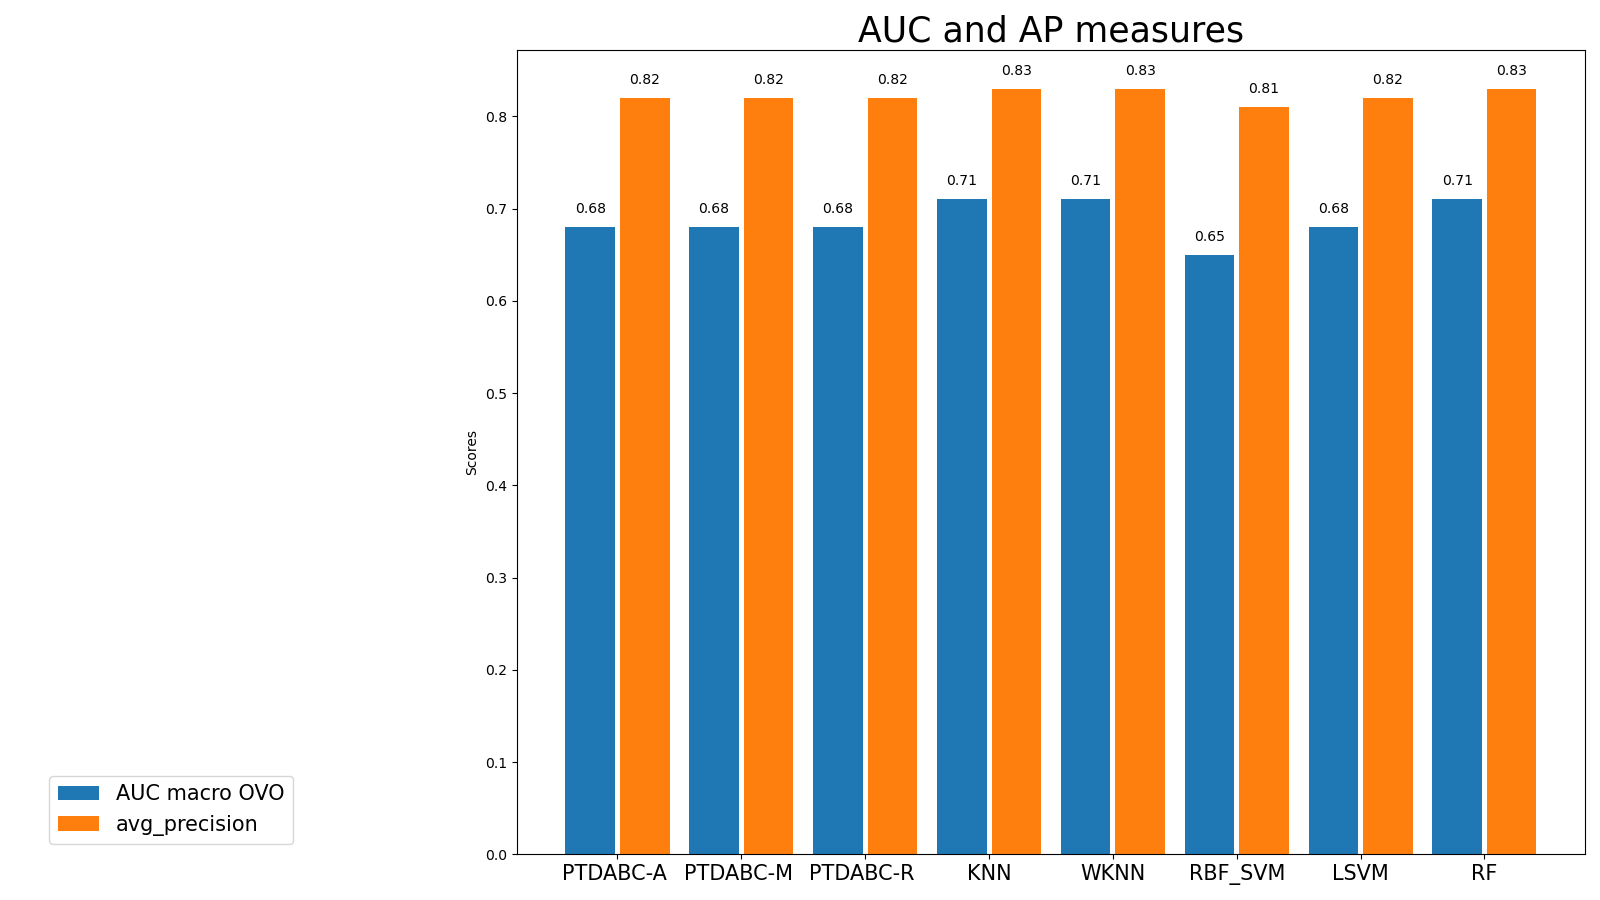 AUC and AP measures
0.82 0.82 0.82 0.83 0.83 0.81 0.82 0.83
0.68 0.68 0.68 0.71 0.71 0.65 0.68 0.71
Scores
0.8
0.7
0.6
0.5
0.4
0.3
0.2
0.1
0.0
PTDABC-A PTDABC-M PTDABC-R KNN WKNN RBF_SVM LSVM RF
AUC macro OVO
avg_precision